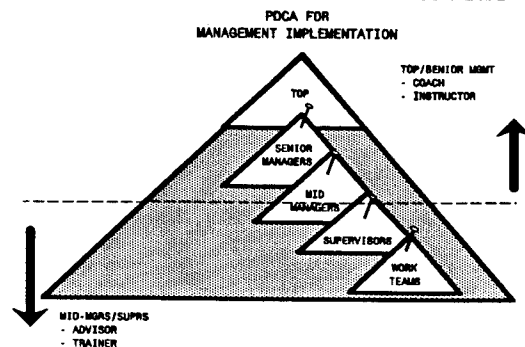 PDCA FOR
MANAGEMENT IMPLEMENTATION
TOP/SENIOR MGMT
- COACH
- INSTRUCTOR
TOP
SENIOR
MANAGERS
MID
MANAGERS
SUPERVISORS
WORK
TEAMS
MID-MGRS/SUPRS
- ADVISOR
- TRAINER